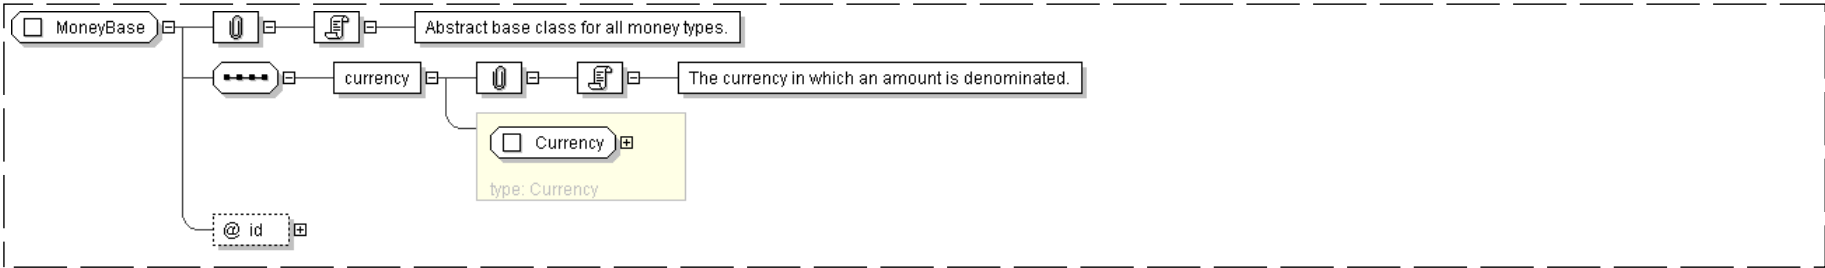 MoneyBase
Abstract base class for all money types.
currency
The currency in which an amount is denominated.
Currency
type: Currency
@ id